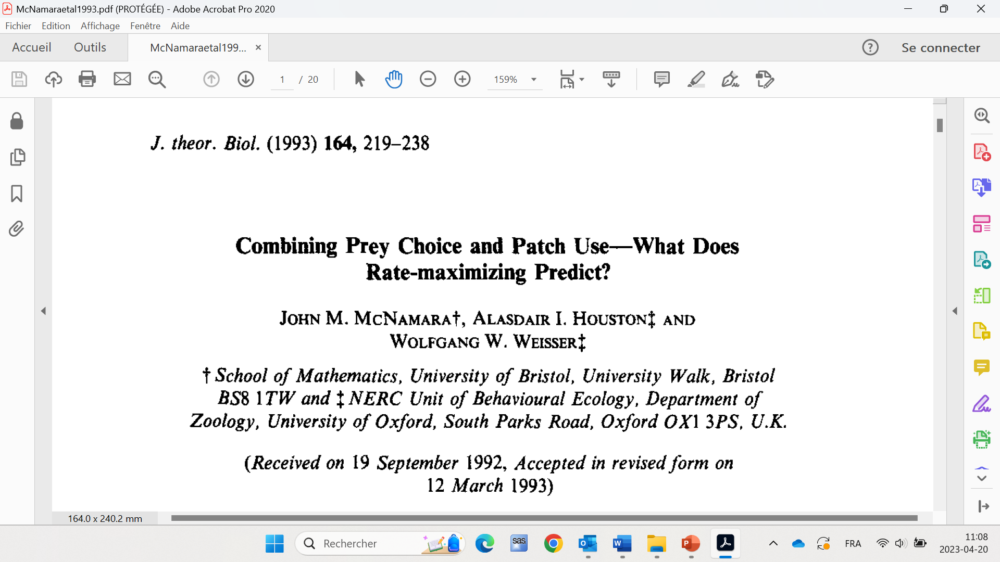 McNamaraetal1993.pdf (PROTÉGÉE) - Adobe Acrobat Pro 2020
Fichier Edition Affichage Fenêtre Aide
Accueil Outils McNamaraetal199... × ? Se connecter
1 / 20 159%
J. theor. Biol. (1993) 164, 219–238
Combining Prey Choice and Patch Use—What Does
Rate-maximizing Predict?
JOHN M. MCNAMARA†, ALASDAIR I. HOUSTON‡ AND
WOLFGANG W. WEISSER‡
† School of Mathematics, University of Bristol, University Walk, Bristol
BS8 1TW and ‡ NERC Unit of Behavioural Ecology, Department of
Zoology, University of Oxford, South Parks Road, Oxford OX1 3PS, U.K.
(Received on 19 September 1992, Accepted in revised form on
12 March 1993)
164.0 x 240.2 mm
Rechercher sas FRA 11:08
2023-04-20